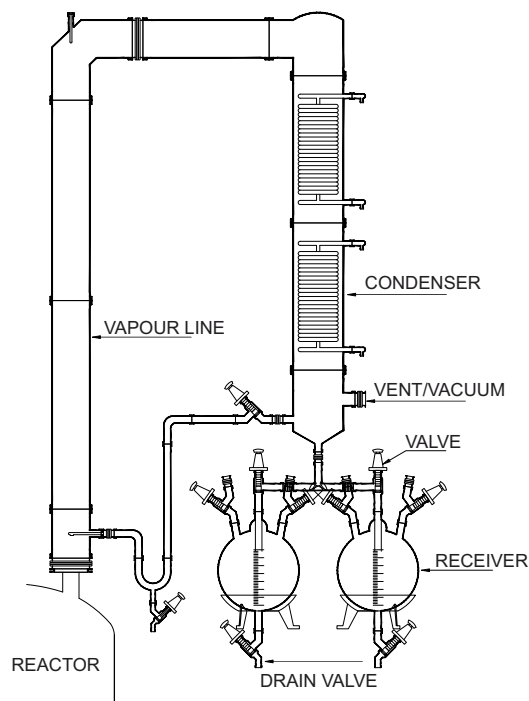 CONDENSER
VAPOUR LINE
VENT/VACUUM
VALVE
RECEIVER
REACTOR
DRAIN VALVE